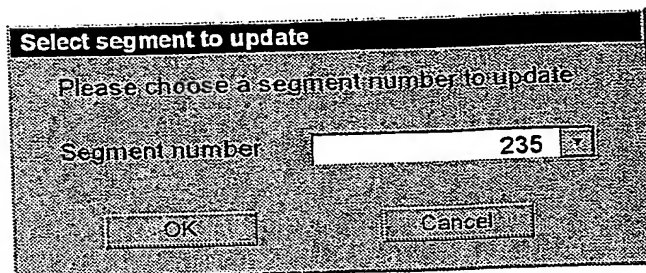 Select segment to update
Please choose a segment number to update
Segment number 235
OK Cancel